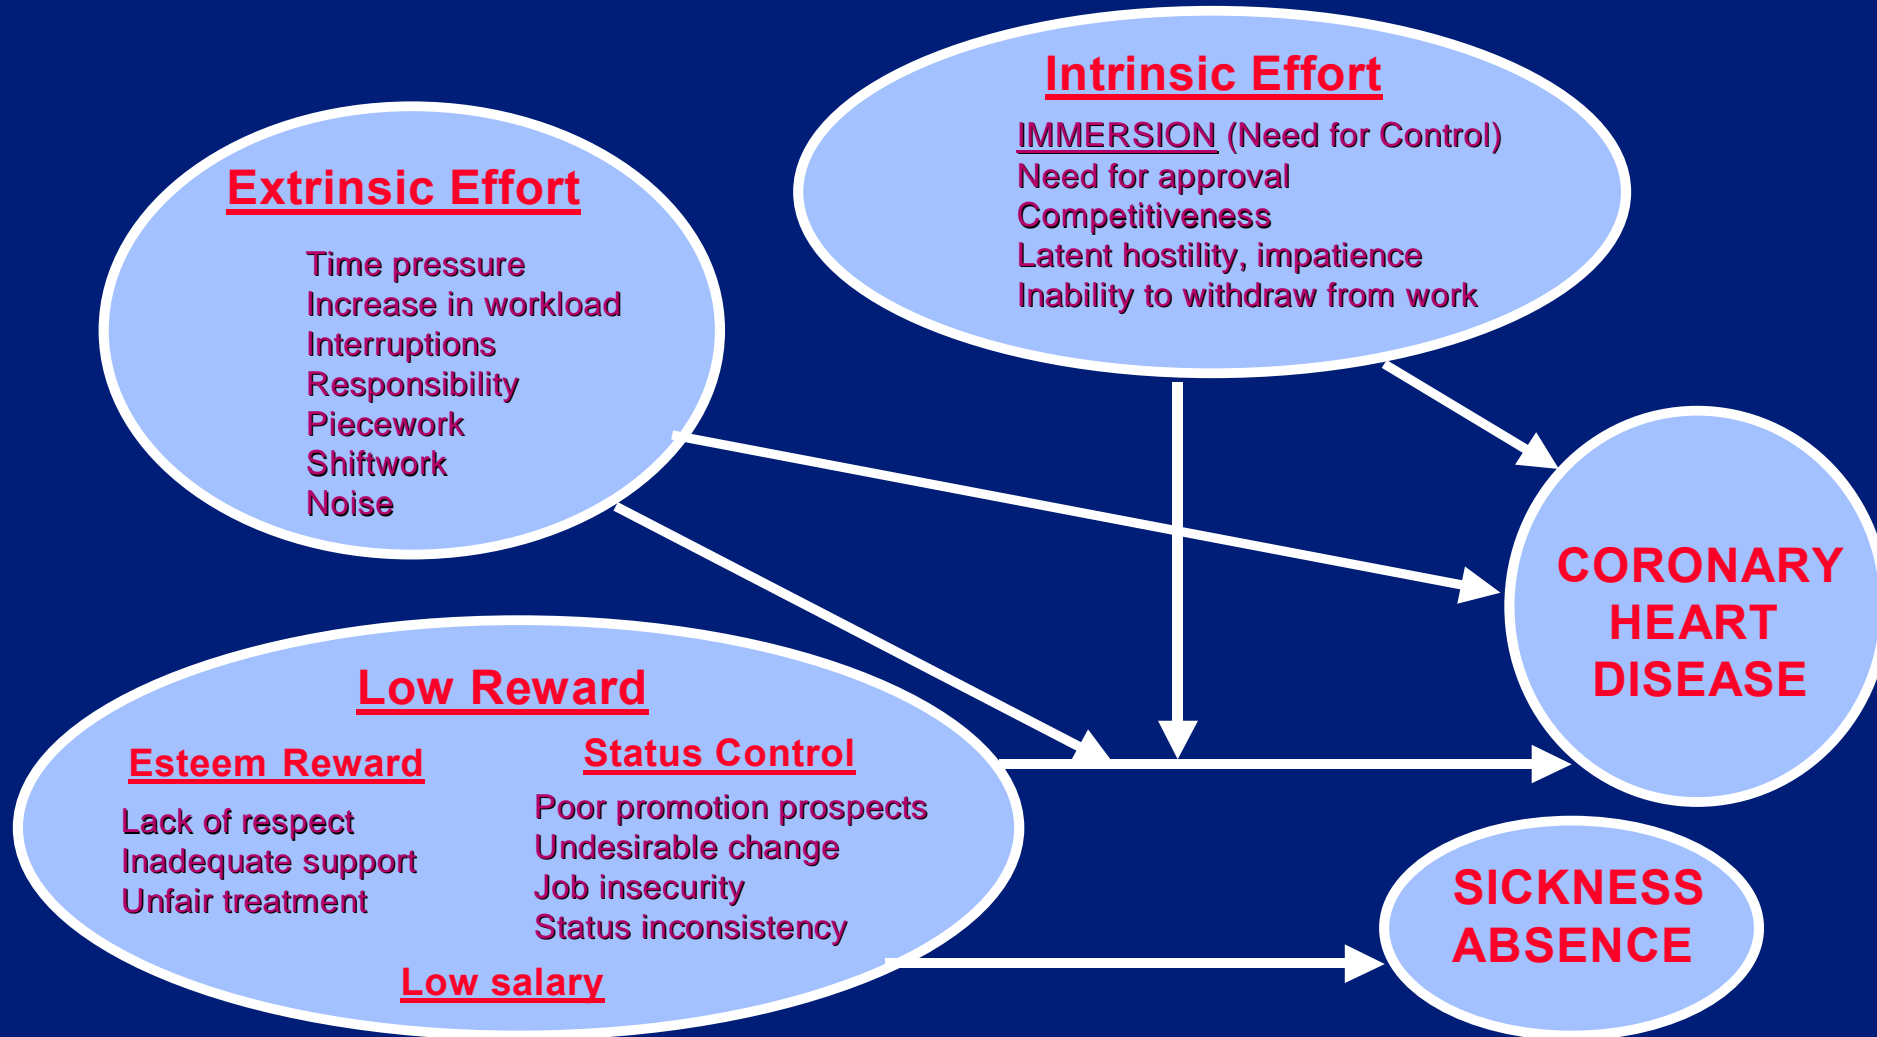 Intrinsic Effort
IMMERSION (Need for Control)
Need for approval
Competitiveness
Latent hostility, impatience
Inability to withdraw from work
Extrinsic Effort
Time pressure
Increase in workload
Interruptions
Responsibility
Piecework
Shiftwork
Noise
CORONARY
HEART
DISEASE
Low Reward
Esteem Reward
Lack of respect
Inadequate support
Unfair treatment
Status Control
Poor promotion prospects
Undesirable change
Job insecurity
Status inconsistency
Low salary
SICKNESS
ABSENCE